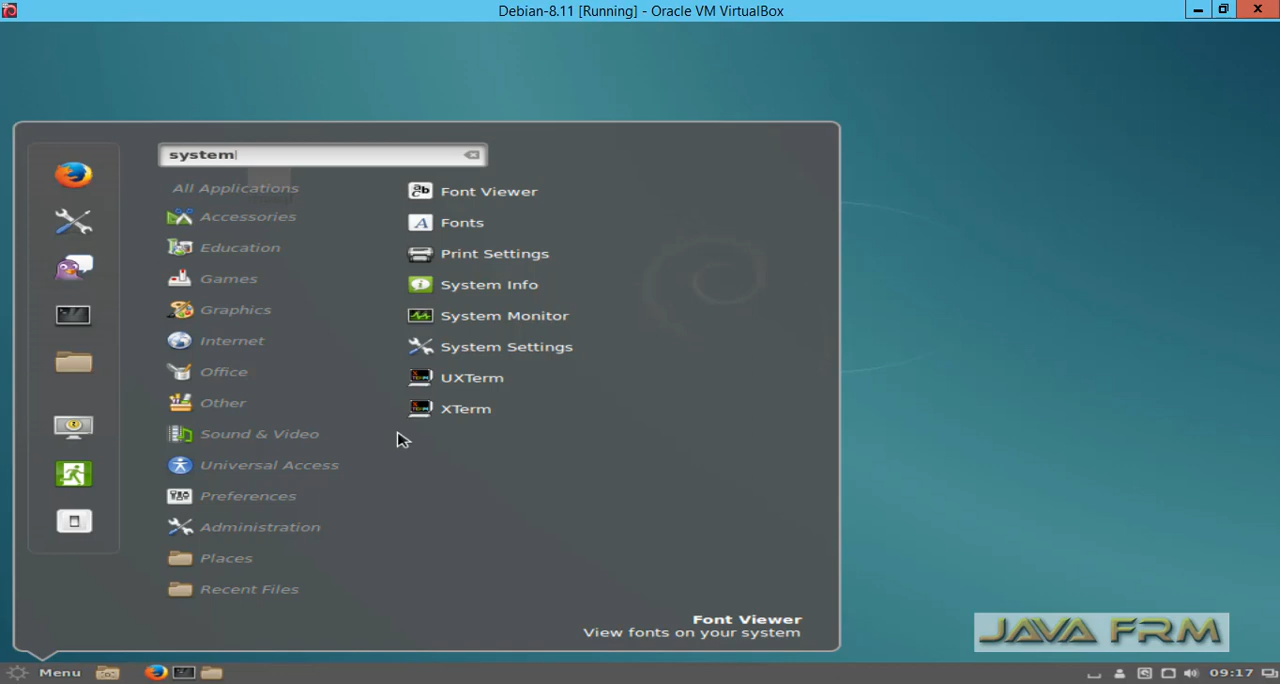 Debian-8.11 [Running] - Oracle VM VirtualBox
system
All Applications
Accessories
Education
Games
Graphics
Internet
Office
Other
Sound & Video
Universal Access
Preferences
Administration
Places
Recent Files
Font Viewer
Fonts
Print Settings
System Info
System Monitor
System Settings
UXTerm
XTerm
Font Viewer
View fonts on your system
JAVA FRM
Menu
09:17